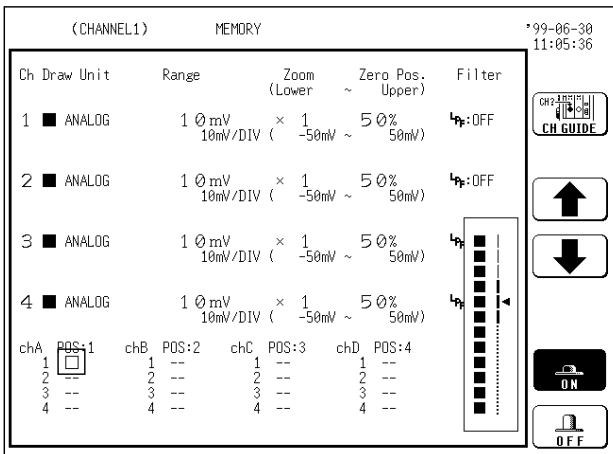 (CHANNEL1) MEMORY '99-06-30
11:05:36
Ch Draw Unit Range Zoom Zero Pos. Filter
(Lower ~ Upper)
CH?
CH GUIDE
1 ANALOG 10mV × 1 50% LPF:OFF
10mV/DIV ( -50mV ~ 50mV)
2 ANALOG 10mV × 1 50% LPF:OFF
10mV/DIV ( -50mV ~ 50mV)
3 ANALOG 10mV × 1 50% LPF
10mV/DIV ( -50mV ~ 50mV)
4 ANALOG 10mV × 1 50% LPF
10mV/DIV ( -50mV ~ 50mV)
chA POS:1 chB POS:2 chC POS:3 chD POS:4
1 1 -- 1 -- 1 --
2 -- 2 -- 2 -- 2 --
3 -- 3 -- 3 -- 3 --
4 -- 4 -- 4 -- 4 --
ON
OFF